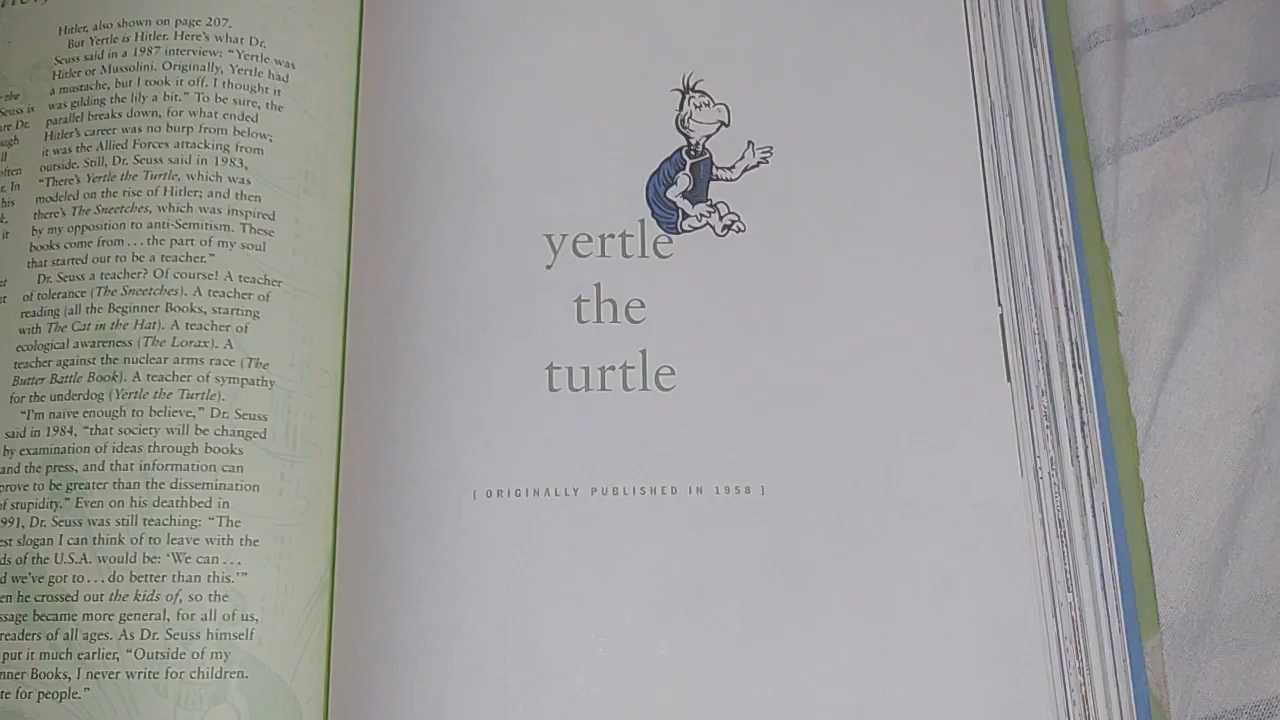 Hitler, also shown on page 207.
But Yertle is Hitler. Here's what Dr.
Seuss said in a 1987 interview: "Yertle was
Hitler or Mussolini. Originally, Yertle had
a mustache, but I took it off. I thought it
was gilding the lily a bit." To be sure, the
parallel breaks down, for what ended
Hitler's career was no burp from below;
it was the Allied Forces attacking from
outside. Still, Dr. Seuss said in 1983,
"There's Yertle the Turtle, which was
modeled on the rise of Hitler; and then
there's The Sneetches, which was inspired
by my opposition to anti-Semitism. These
books come from... the part of my soul
that started out to be a teacher."
Dr. Seuss a teacher? Of course! A teacher
of tolerance (The Sneetches). A teacher of
reading (all the Beginner Books, starting
with The Cat in the Hat). A teacher of
ecological awareness (The Lorax). A
teacher against the nuclear arms race (The
Butter Battle Book). A teacher of sympathy
for the underdog (Yertle the Turtle).
"I'm naive enough to believe," Dr. Seuss
said in 1984, "that society will be changed
by examination of ideas through books
and the press, and that information can
prove to be greater than the dissemination
of stupidity." Even on his deathbed in
991, Dr. Seuss was still teaching: "The
est slogan I can think of to leave with the
ds of the U.S.A. would be: 'We can...
d we've got to...do better than this.'"
en he crossed out the kids of, so the
ssage became more general, for all of us,
readers of all ages. As Dr. Seuss himself
put it much earlier, "Outside of my
nner Books, I never write for children.
te for people."
yertle
the
turtle
[ ORIGINALLY PUBLISHED IN 1958 ]